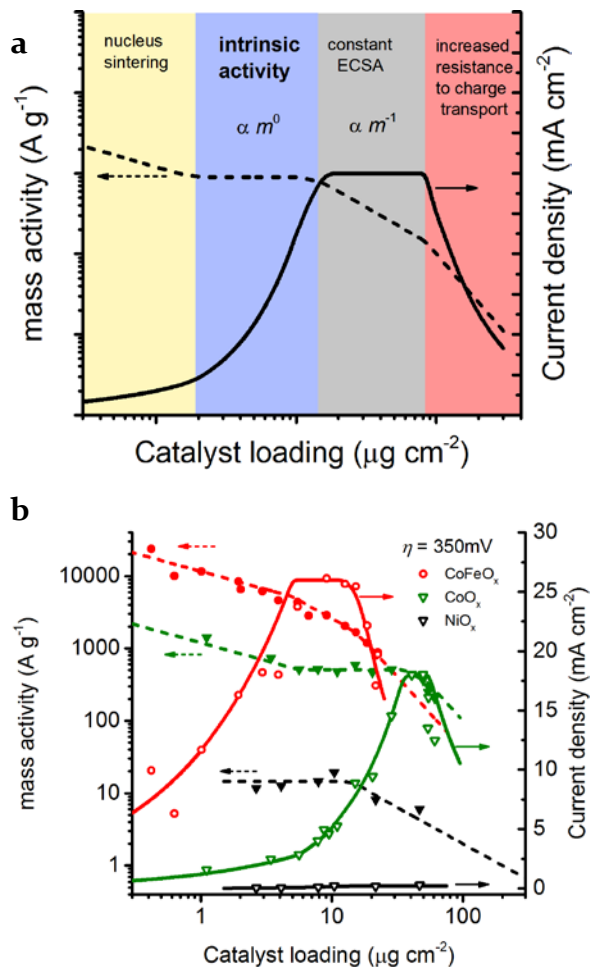 a
nucleus
sintering
intrinsic
activity
α m⁰
constant
ECSA
α m⁻¹
increased
resistance
to charge
transport
mass activity (A g⁻¹)
Current density (mA cm⁻²)
Catalyst loading (µg cm⁻²)
b
η = 350mV
CoFeOₓ
CoOₓ
NiOₓ
mass activity (A g⁻¹)
10000
1000
100
10
1
30
25
20
15
10
5
0
Current density (mA cm⁻²)
1
10
100
Catalyst loading (µg cm⁻²)